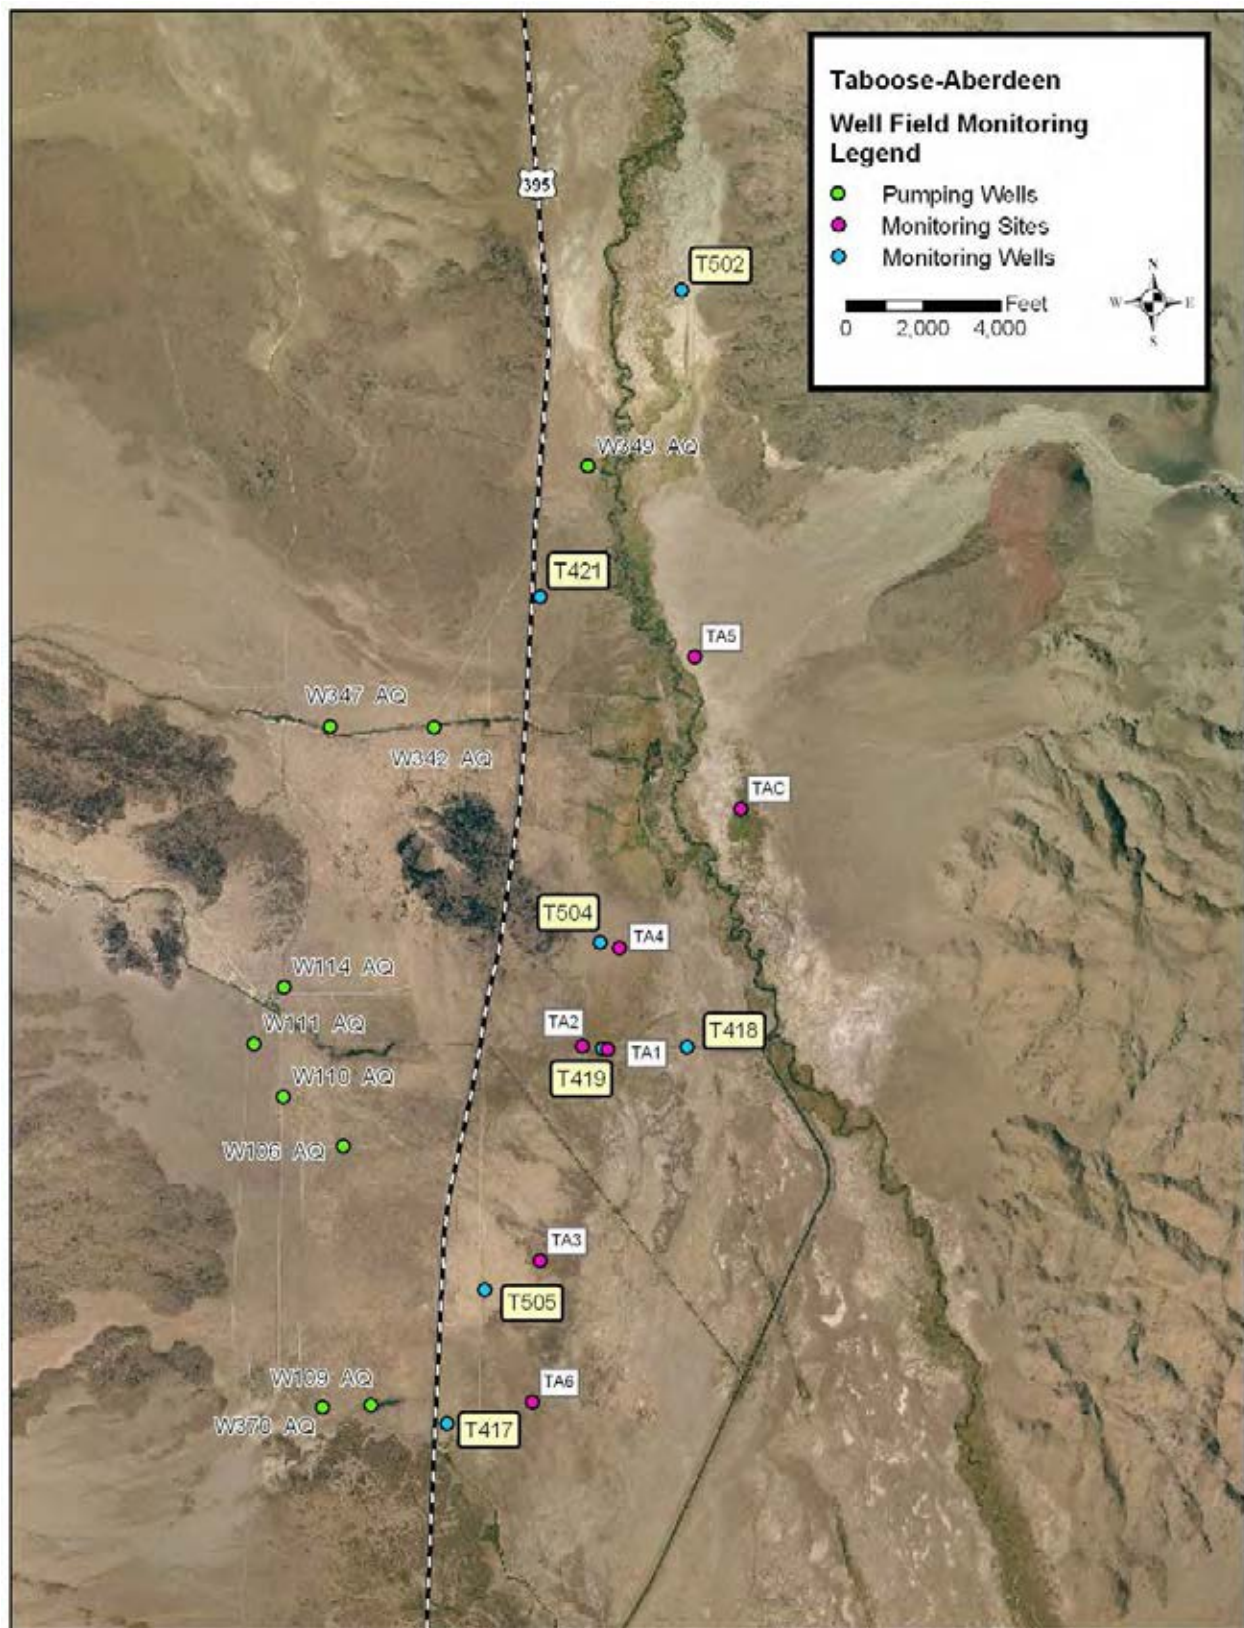 Taboose-Aberdeen
Well Field Monitoring
Legend
Pumping Wells
Monitoring Sites
Monitoring Wells
Feet
0 2,000 4,000
N
W E
S
395
T502
W349 AQ
T421
TA5
W347 AQ
W342 AQ
TAC
T504
TA4
W114 AQ
W111 AQ
TA2
T418
TA1
T419
W110 AQ
W106 AQ
TA3
T505
W109 AQ
TA6
W370 AQ
T417